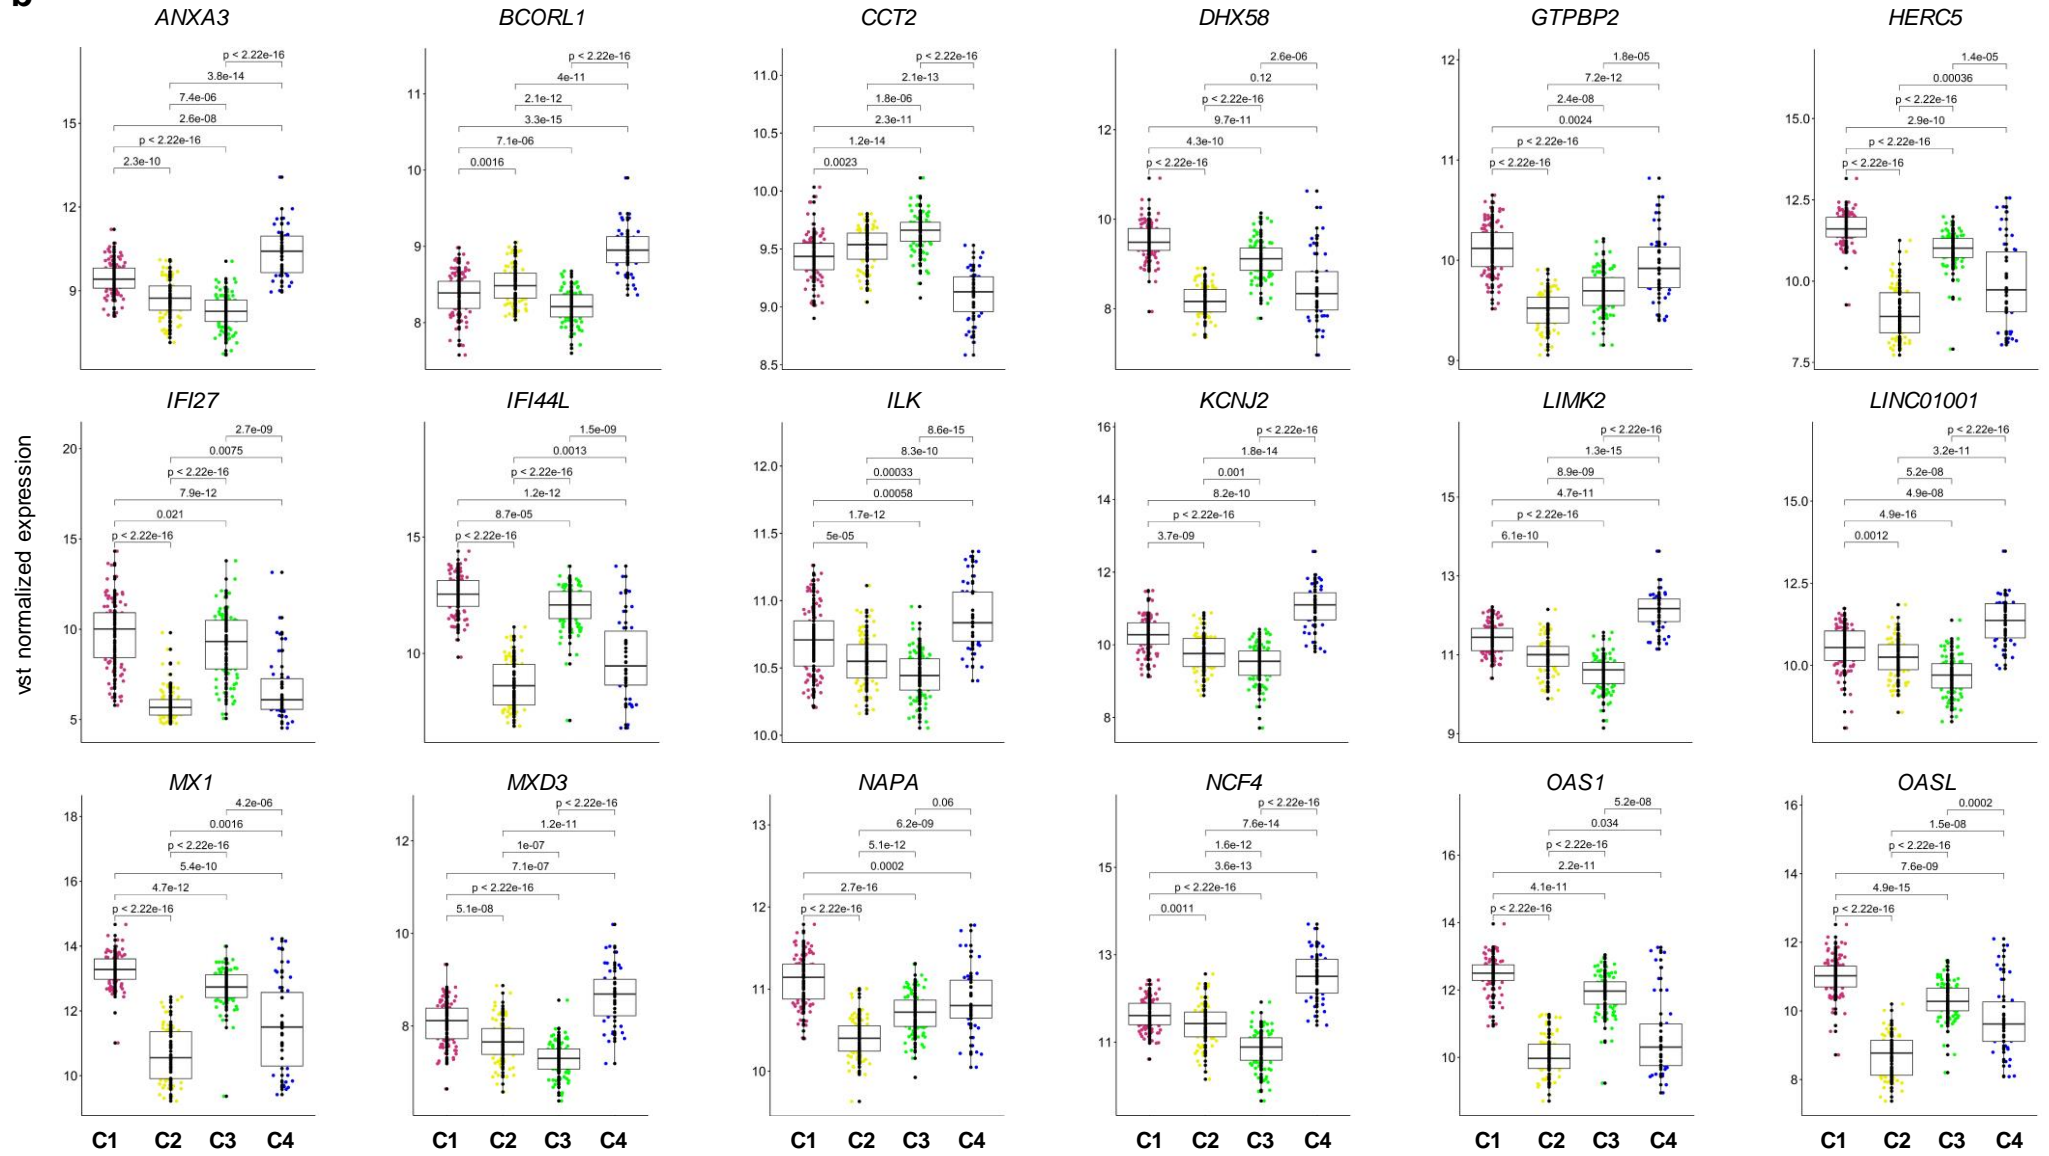 b
ANXA3 BCORL1 CCT2 DHX58 GTPBP2 HERC5
p < 2.22e-16
3.8e-14
7.4e-06
2.6e-08
p < 2.22e-16
2.3e-10
15
12
9
p < 2.22e-16
4e-11
2.1e-12
3.3e-15
7.1e-06
0.0016
11
10
9
8
p < 2.22e-16
2.1e-13
1.8e-06
2.3e-11
1.2e-14
0.0023
11.0
10.5
10.0
9.5
9.0
8.5
2.6e-06
0.12
p < 2.22e-16
9.7e-11
4.3e-10
p < 2.22e-16
12
10
8
1.8e-05
7.2e-12
2.4e-08
0.0024
p < 2.22e-16
p < 2.22e-16
12
11
10
9
1.4e-05
0.00036
p < 2.22e-16
2.9e-10
p < 2.22e-16
p < 2.22e-16
15.0
12.5
10.0
7.5
vst normalized expression
IFI27 IFI44L ILK KCNJ2 LIMK2 LINC01001
2.7e-09
0.0075
p < 2.22e-16
7.9e-12
0.021
p < 2.22e-16
20
15
10
5
1.5e-09
0.0013
p < 2.22e-16
1.2e-12
8.7e-05
p < 2.22e-16
15
10
8.6e-15
8.3e-10
0.00033
0.00058
1.7e-12
5e-05
12.0
11.5
11.0
10.5
10.0
p < 2.22e-16
1.8e-14
0.001
8.2e-10
p < 2.22e-16
3.7e-09
16
14
12
10
8
p < 2.22e-16
1.3e-15
8.9e-09
4.7e-11
p < 2.22e-16
6.1e-10
15
13
11
9
p < 2.22e-16
3.2e-11
5.2e-08
4.9e-08
4.9e-16
0.0012
15.0
12.5
10.0
MX1 MXD3 NAPA NCF4 OAS1 OASL
4.2e-06
0.0016
p < 2.22e-16
5.4e-10
4.7e-12
p < 2.22e-16
18
16
14
12
10
p < 2.22e-16
1.2e-11
1e-07
7.1e-07
p < 2.22e-16
5.1e-08
12
10
8
0.06
6.2e-09
5.1e-12
0.0002
2.7e-16
p < 2.22e-16
13
12
11
10
p < 2.22e-16
7.6e-14
1.6e-12
3.6e-13
p < 2.22e-16
0.0011
15
13
11
5.2e-08
0.034
p < 2.22e-16
2.2e-11
4.1e-11
p < 2.22e-16
16
14
12
10
0.0002
1.5e-08
p < 2.22e-16
7.6e-09
4.9e-15
p < 2.22e-16
16
14
12
10
8
C1 C2 C3 C4 C1 C2 C3 C4 C1 C2 C3 C4 C1 C2 C3 C4 C1 C2 C3 C4 C1 C2 C3 C4